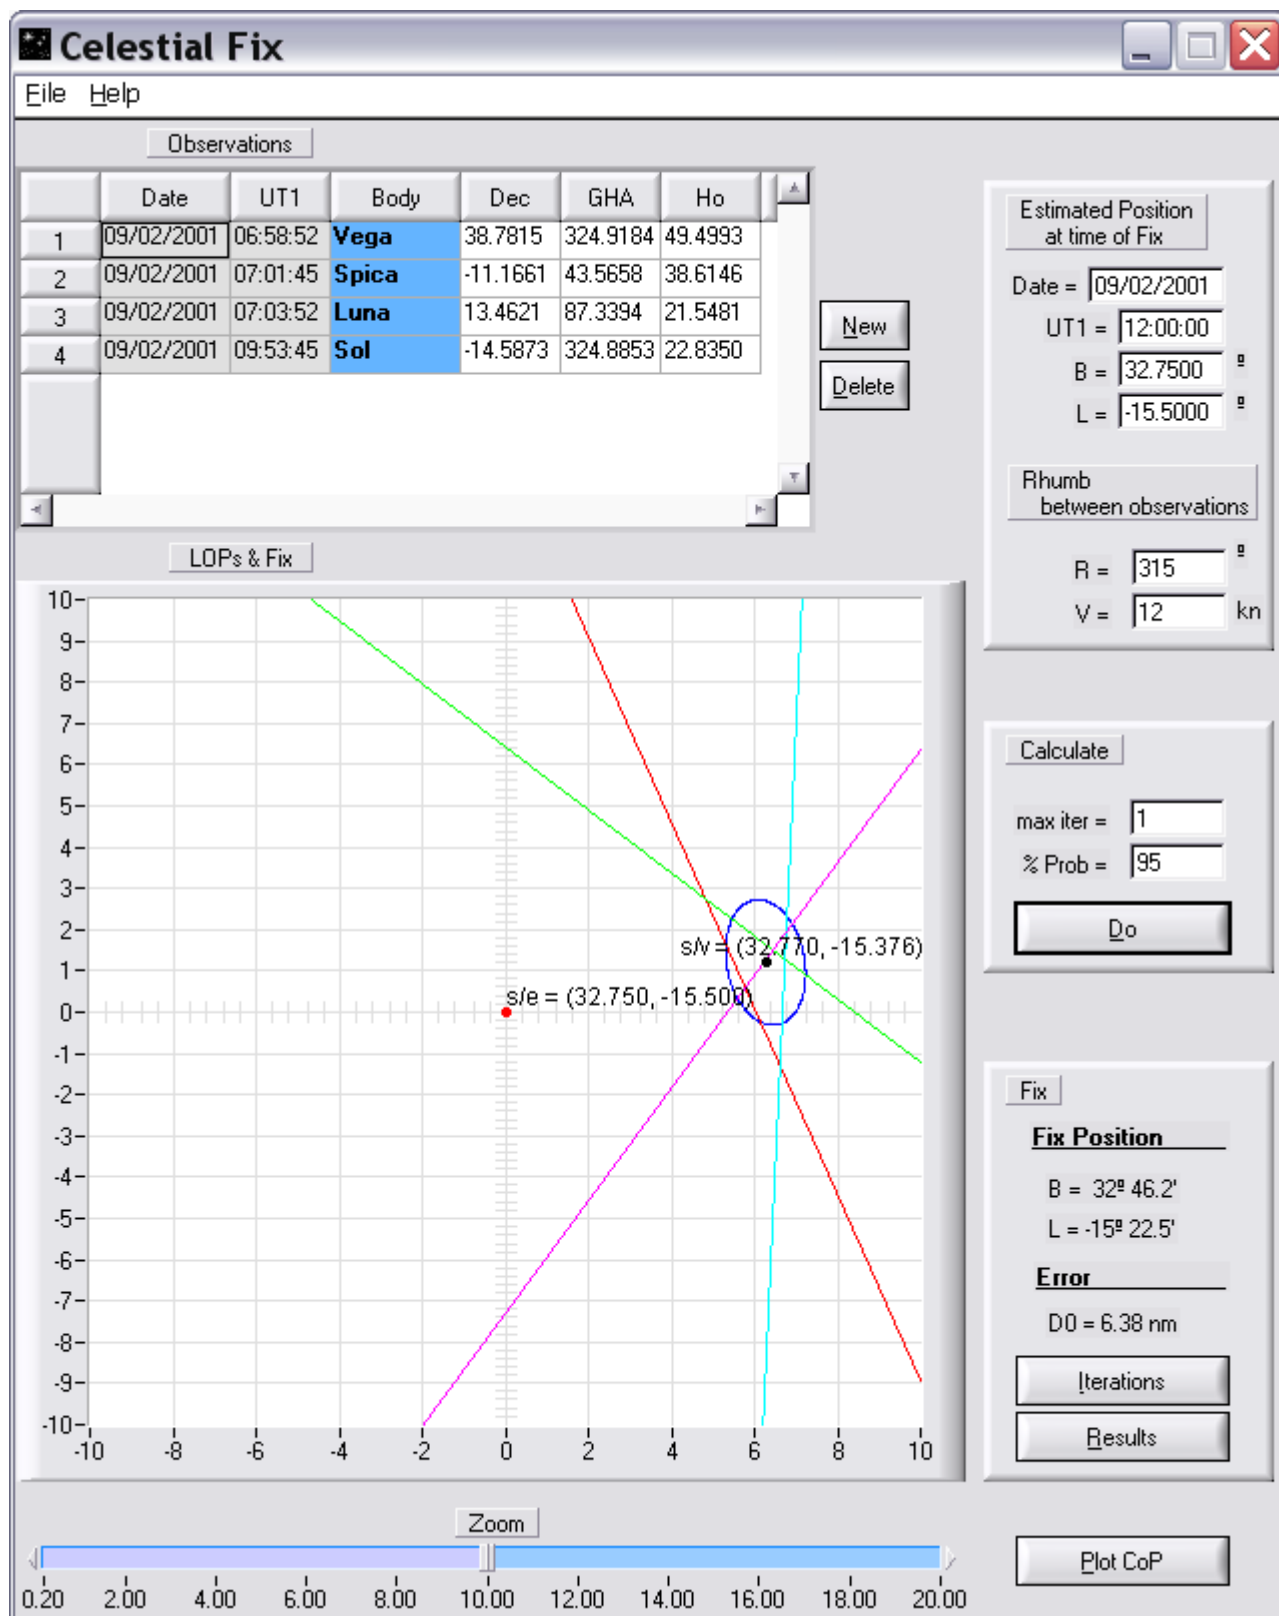 Celestial Fix
File Help
Observations
Date UT1 Body Dec GHA Ho
1 09/02/2001 06:58:52 Vega 38.7815 324.9184 49.4993
2 09/02/2001 07:01:45 Spica -11.1661 43.5658 38.6146
3 09/02/2001 07:03:52 Luna 13.4621 87.3394 21.5481
4 09/02/2001 09:53:45 Sol -14.5873 324.8853 22.8350
New
Delete
Estimated Position
at time of Fix
Date = 09/02/2001
UT1 = 12:00:00
B = 32.7500 º
L = -15.5000 º
Rhumb
between observations
R = 315 º
V = 12 kn
LOPs & Fix
10
9
8
7
6
5
4
3
2
1
0
-1
-2
-3
-4
-5
-6
-7
-8
-9
-10
-10 -8 -6 -4 -2 0 2 4 6 8 10
s/v = (32.770, -15.376)
s/e = (32.750, -15.500)
Calculate
max iter = 1
% Prob = 95
Do
Fix
Fix Position
B = 32º 46.2'
L = -15º 22.5'
Error
D0 = 6.38 nm
Iterations
Results
Zoom
0.20 2.00 4.00 6.00 8.00 10.00 12.00 14.00 16.00 18.00 20.00
Plot CoP